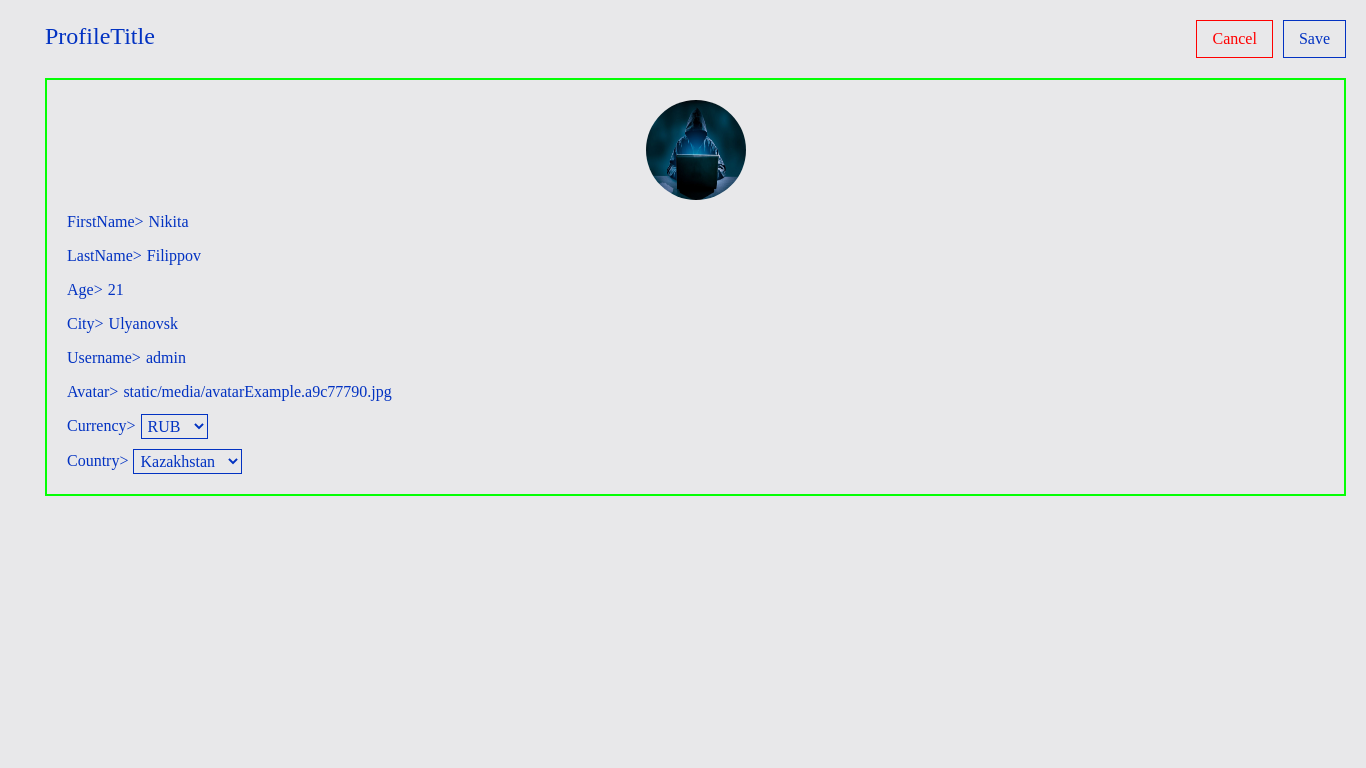 ProfileTitle
Cancel
Save
FirstName> Nikita
LastName> Filippov
Age> 21
City> Ulyanovsk
Username> admin
Avatar> static/media/avatarExample.a9c77790.jpg
Currency> RUB
Country> Kazakhstan